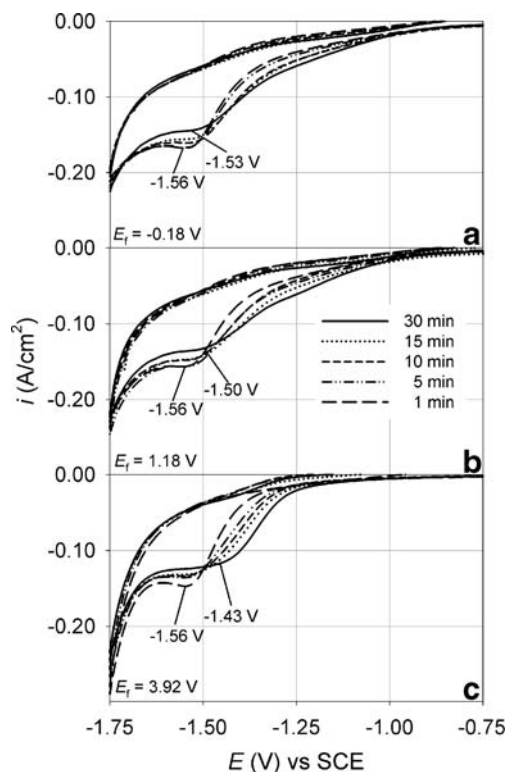 0.00
-0.10
-0.20
-1.53 V
-1.56 V
E_f = -0.18 V
a
0.00
-0.10
-0.20
i (A/cm²)
30 min
15 min
10 min
5 min
1 min
-1.50 V
-1.56 V
E_f = 1.18 V
b
0.00
-0.10
-0.20
-1.43 V
-1.56 V
E_f = 3.92 V
c
-1.75 -1.50 -1.25 -1.00 -0.75
E (V) vs SCE